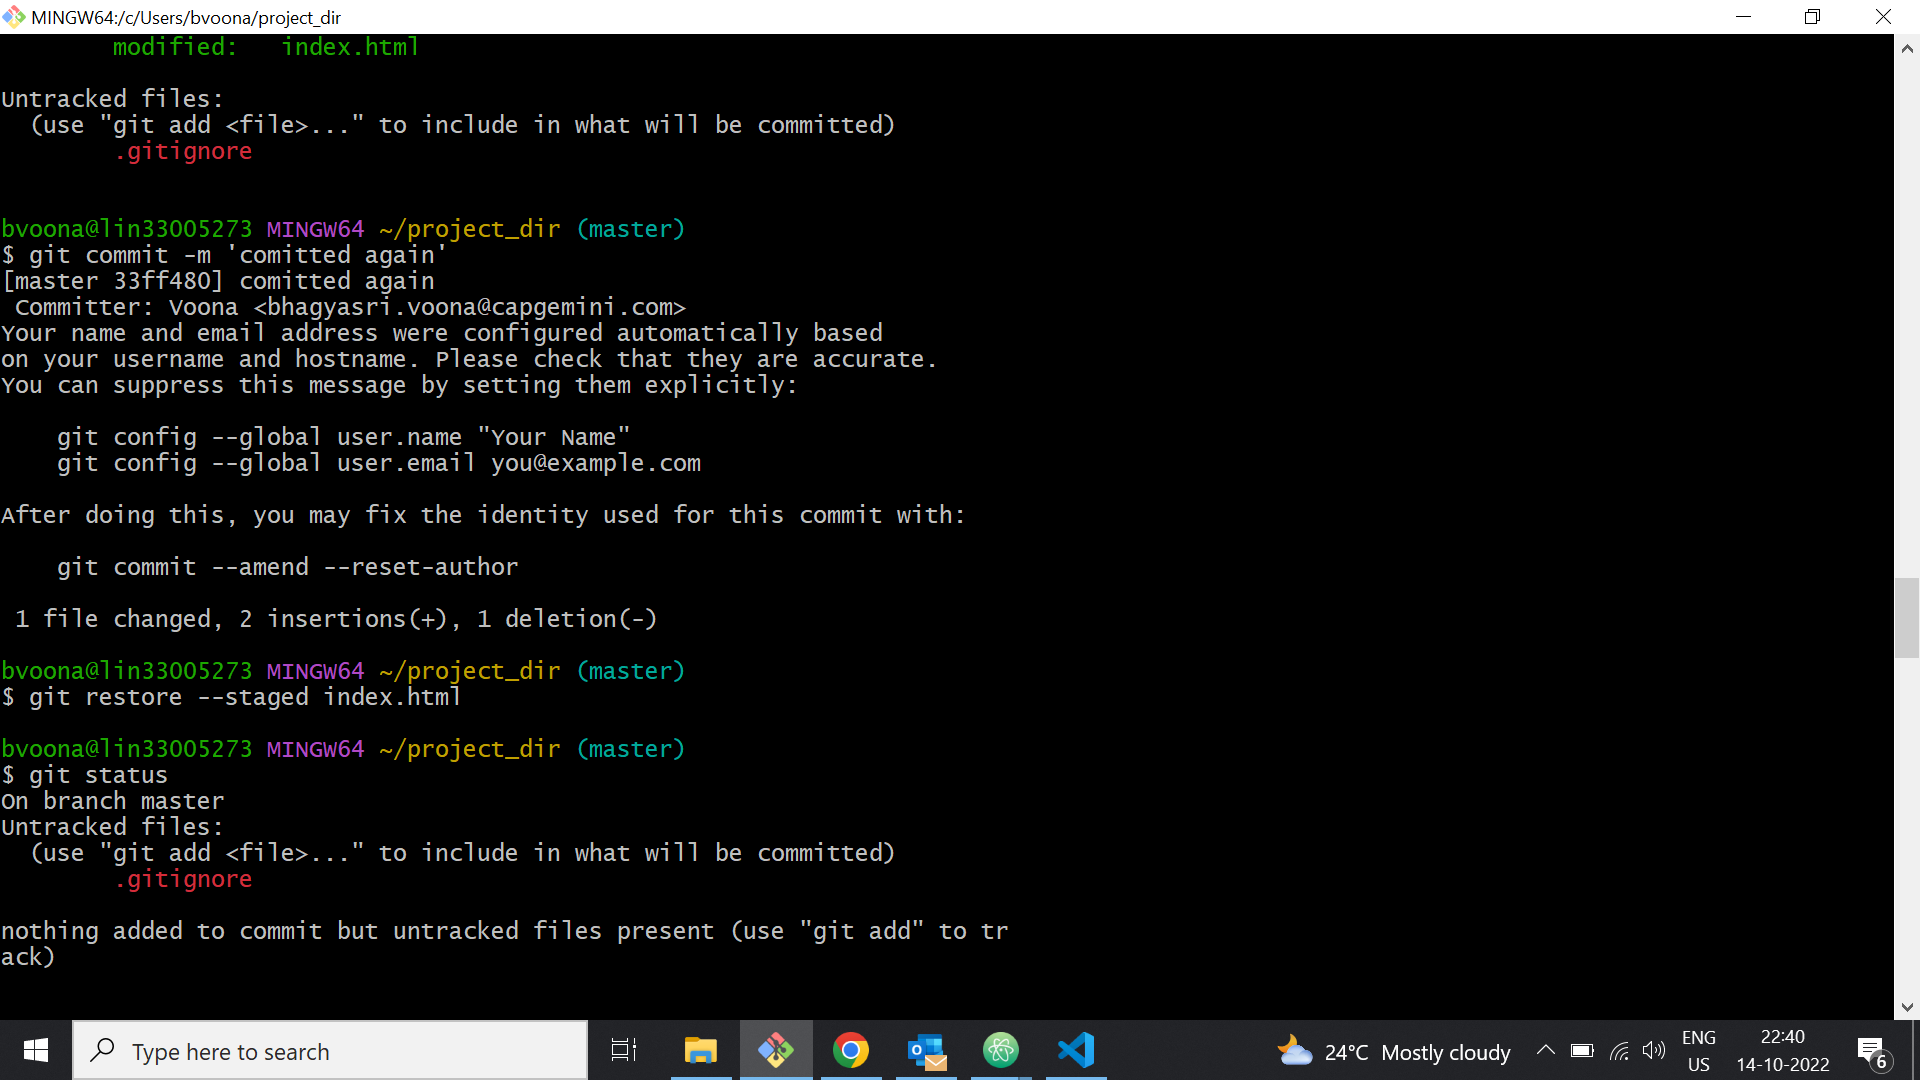 MINGW64:/c/Users/bvoona/project_dir
        modified:   index.html

Untracked files:
  (use "git add <file>..." to include in what will be committed)
        .gitignore


bvoona@lin33005273 MINGW64 ~/project_dir (master)
$ git commit -m 'comitted again'
[master 33ff480] comitted again
 Committer: Voona <bhagyasri.voona@capgemini.com>
Your name and email address were configured automatically based
on your username and hostname. Please check that they are accurate.
You can suppress this message by setting them explicitly:

    git config --global user.name "Your Name"
    git config --global user.email you@example.com

After doing this, you may fix the identity used for this commit with:

    git commit --amend --reset-author

 1 file changed, 2 insertions(+), 1 deletion(-)

bvoona@lin33005273 MINGW64 ~/project_dir (master)
$ git restore --staged index.html

bvoona@lin33005273 MINGW64 ~/project_dir (master)
$ git status
On branch master
Untracked files:
  (use "git add <file>..." to include in what will be committed)
        .gitignore

nothing added to commit but untracked files present (use "git add" to tr
ack)

Type here to search
24°C Mostly cloudy
ENG
US
22:40
14-10-2022
6